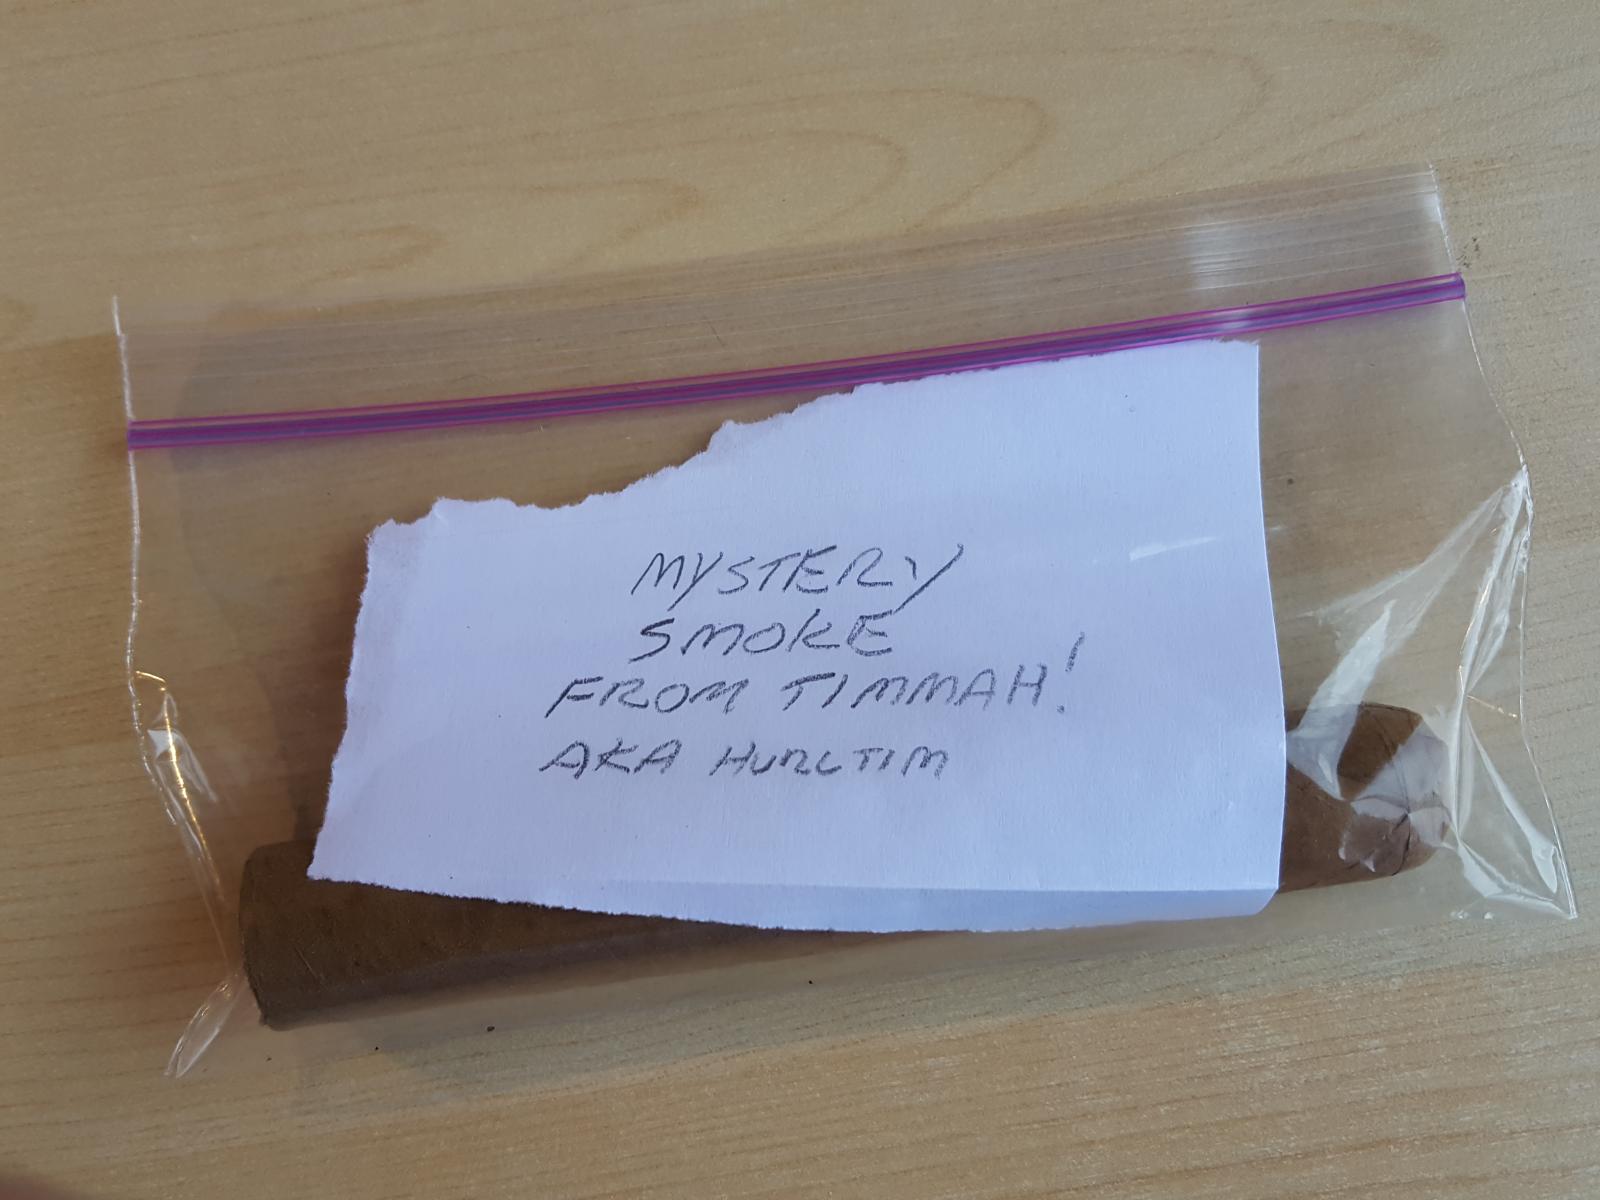 MYSTERY
SMOKE
FROM TIMMAH!
AKA HURLTIM